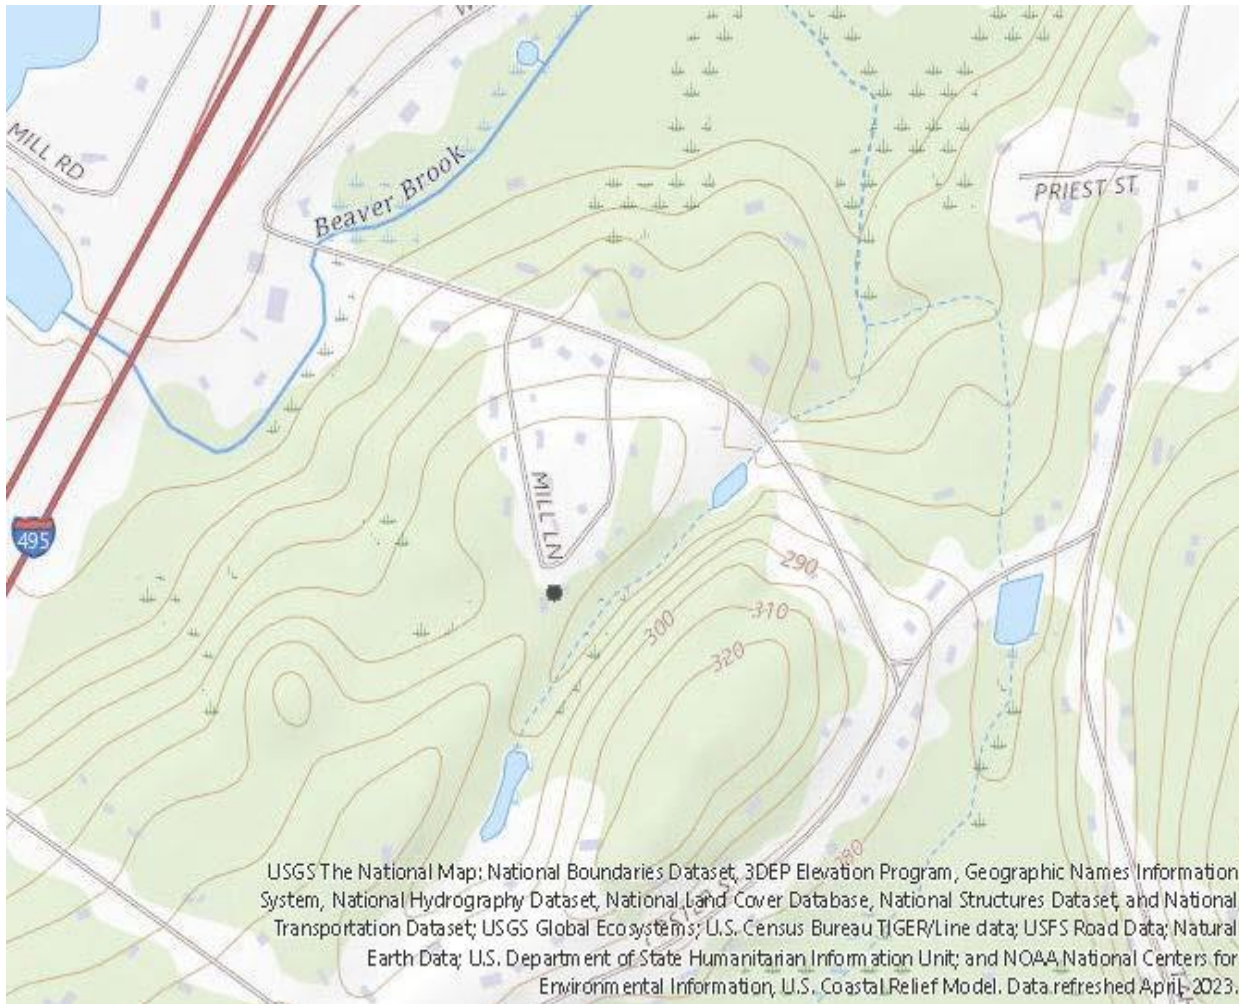 MILL RD
Beaver Brook
PRIEST ST
495
MILL LN
290
300
310
320
280
USGS The National Map: National Boundaries Dataset, 3DEP Elevation Program, Geographic Names Information
System, National Hydrography Dataset, National Land Cover Database, National Structures Dataset, and National
Transportation Dataset; USGS Global Ecosystems; U.S. Census Bureau TIGER/Line data; USFS Road Data; Natural
Earth Data; U.S. Department of State Humanitarian Information Unit; and NOAA National Centers for
Environmental Information, U.S. Coastal Relief Model. Data refreshed April, 2023.